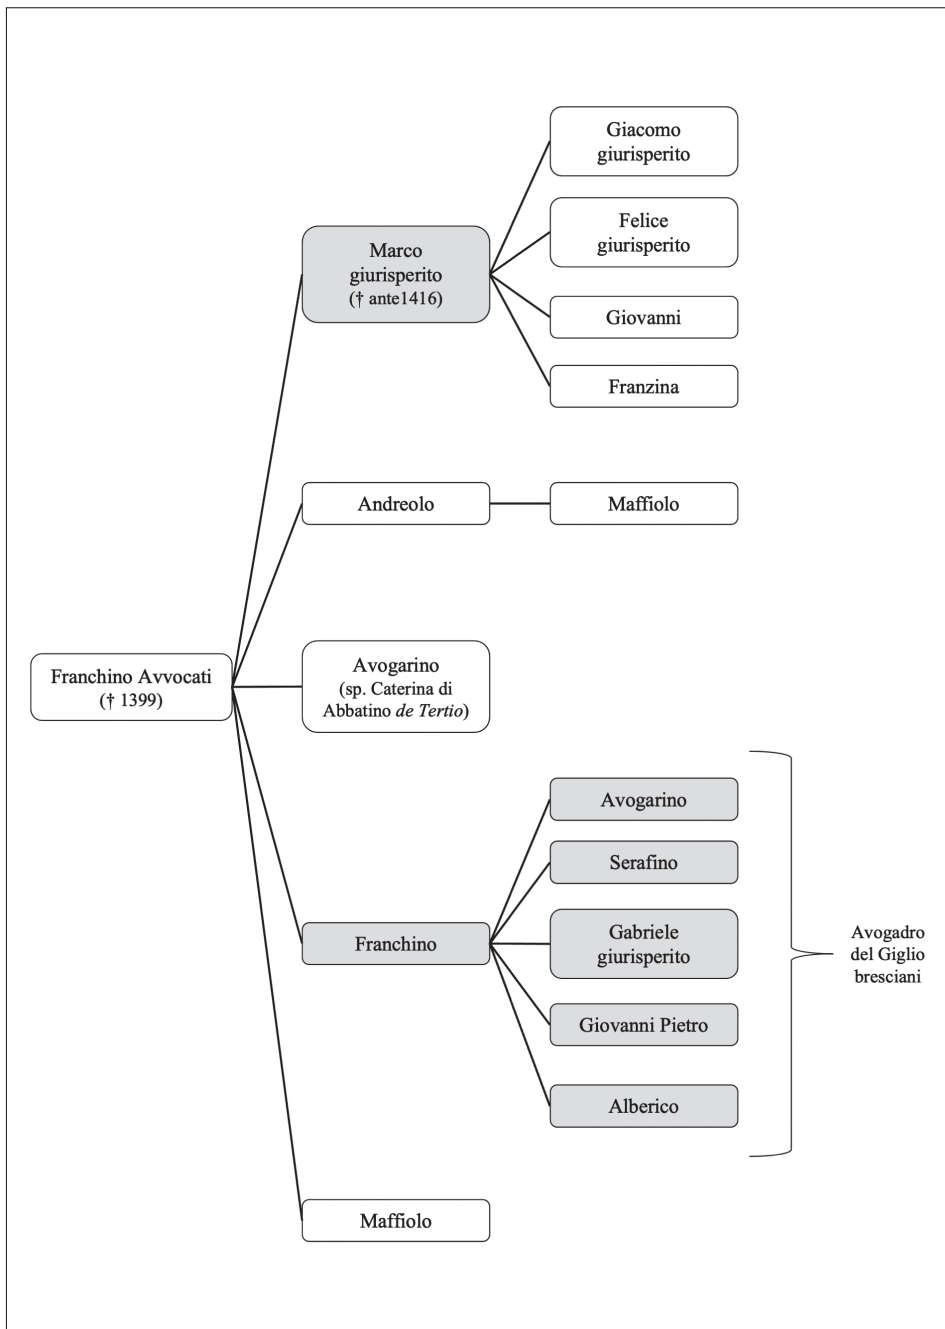 Giacomo
giurisperito
Felice
giurisperito
Marco
giurisperito
(† ante1416)
Giovanni
Franzina
Andreolo
Maffiolo
Franchino Avvocati
(† 1399)
Avogarino
(sp. Caterina di
Abbatino de Tertio)
Avogarino
Serafino
Franchino
Gabriele
giurisperito
Giovanni Pietro
Alberico
Avogadro
del Giglio
bresciani
Maffiolo